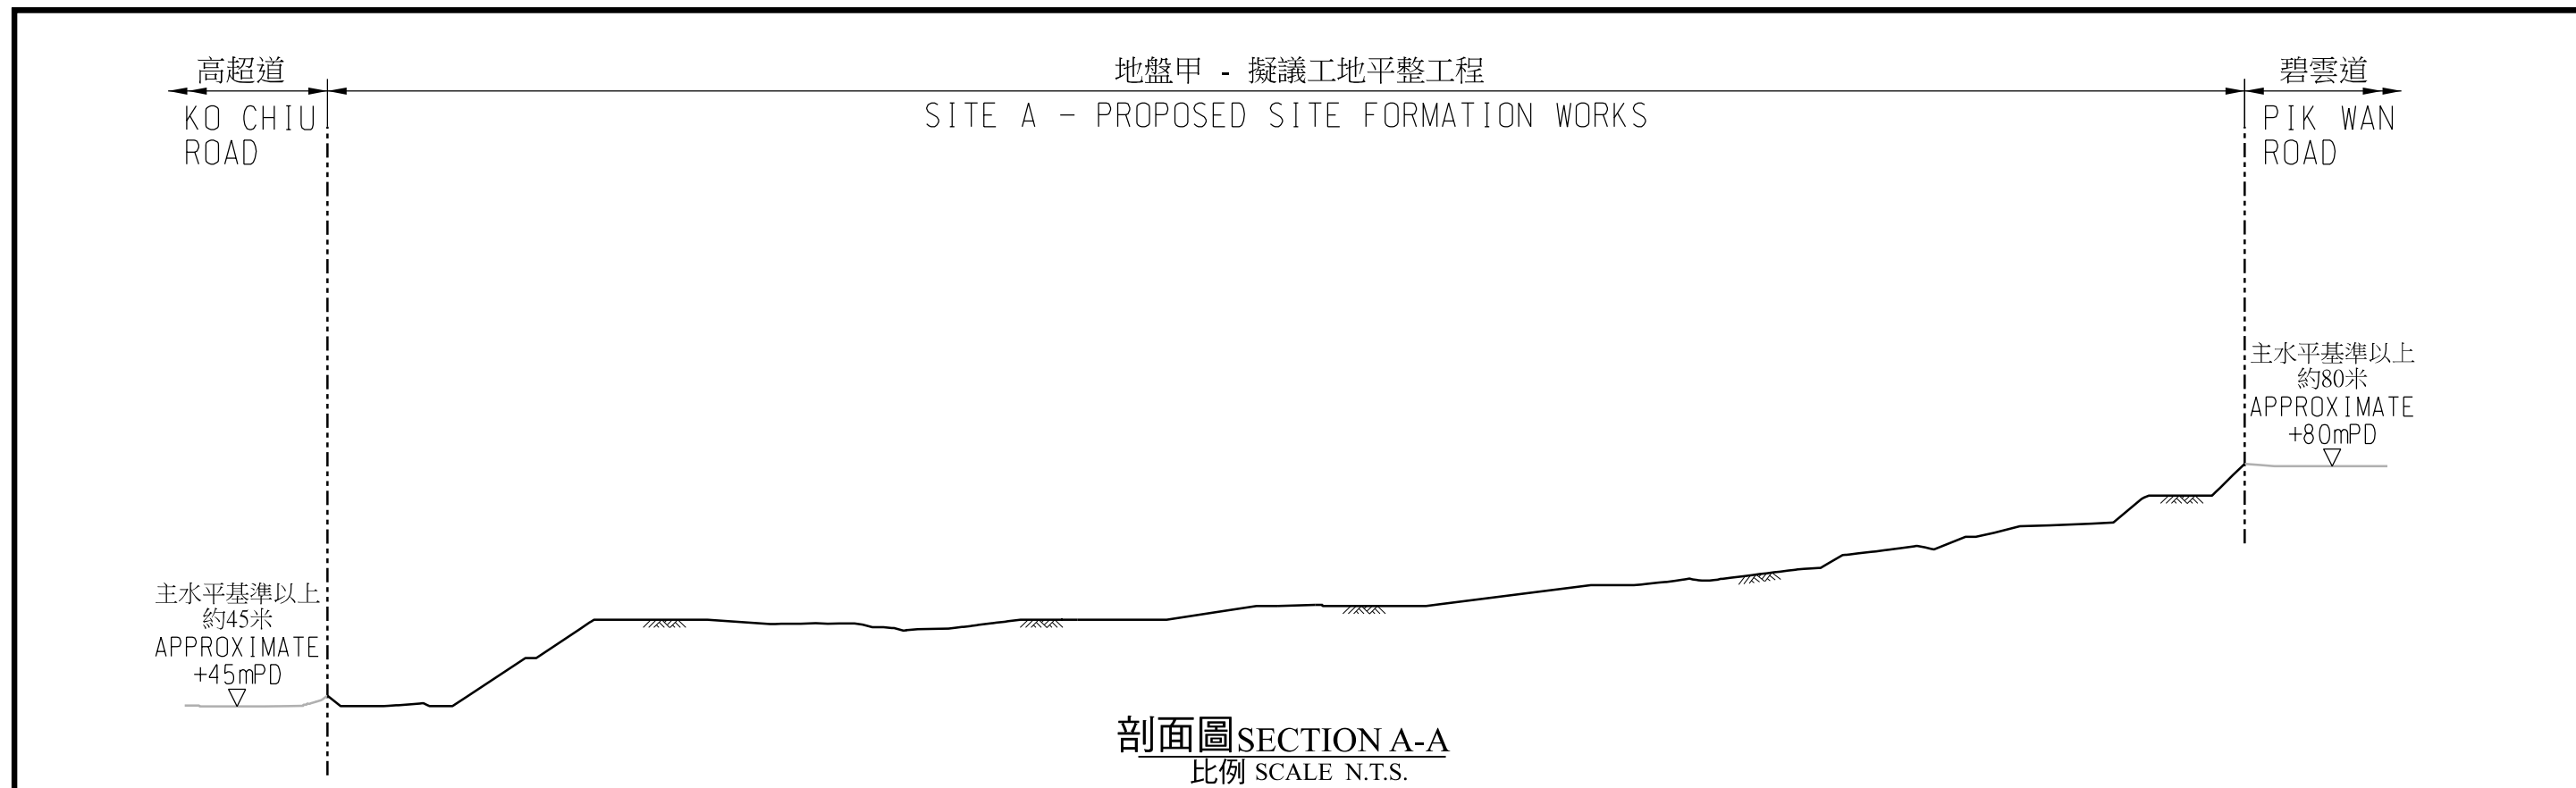 高超道
KO CHIU
ROAD
地盤甲 - 擬議工地平整工程
SITE A - PROPOSED SITE FORMATION WORKS
碧雲道
PIK WAN
ROAD
主水平基準以上
約80米
APPROXIMATE
+80mPD
主水平基準以上
約45米
APPROXIMATE
+45mPD
剖面圖SECTION A-A
比例 SCALE N.T.S.